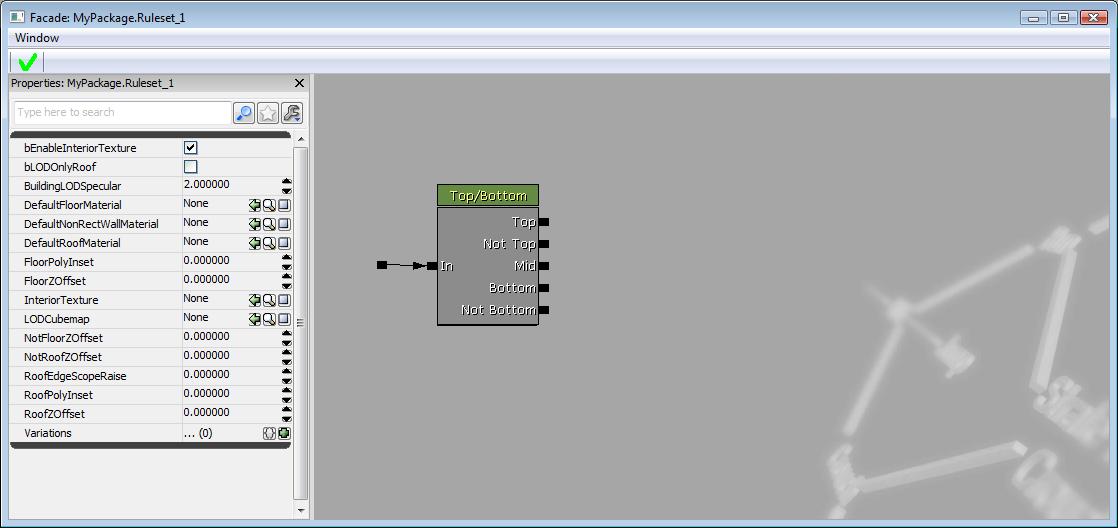 Facade: MyPackage.Ruleset_1
Window
Properties: MyPackage.Ruleset_1
Type here to search
bEnableInteriorTexture
bLODOnlyRoof
BuildingLODSpecular 2.000000
DefaultFloorMaterial None
DefaultNonRectWallMaterial None
DefaultRoofMaterial None
FloorPolyInset 0.000000
FloorZOffset 0.000000
InteriorTexture None
LODCubemap None
NotFloorZOffset 0.000000
NotRoofZOffset 0.000000
RoofEdgeScopeRaise 0.000000
RoofPolyInset 0.000000
RoofZOffset 0.000000
Variations ... (0)
Top/Bottom
Top
Not Top
In Mid
Bottom
Not Bottom